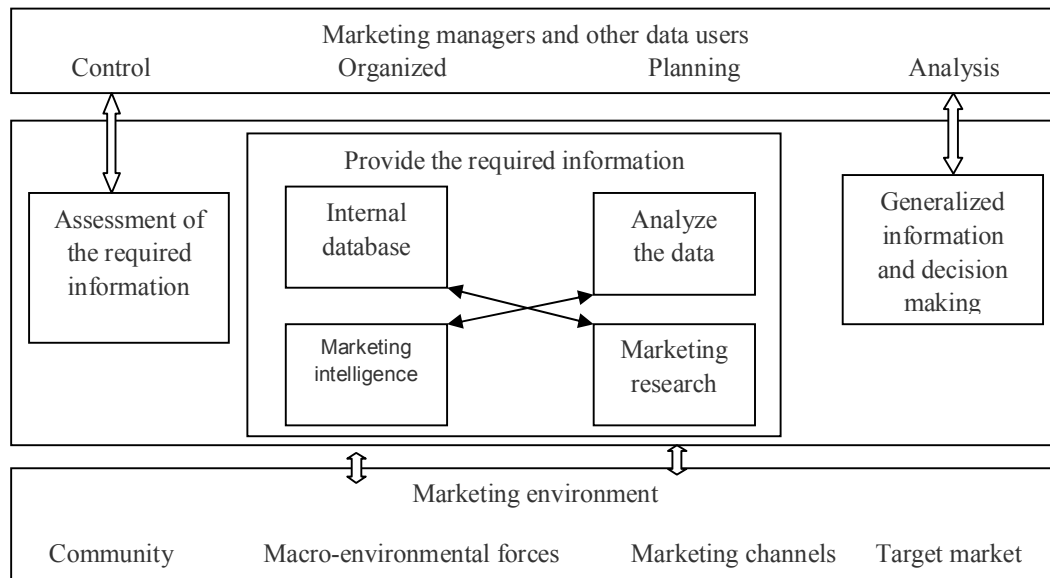 Marketing managers and other data users
Control Organized Planning Analysis
Provide the required information
Assessment of
the required
information
Internal
database
Analyze
the data
Generalized
information
and decision
making
Marketing
intelligence
Marketing
research
Marketing environment
Community Macro-environmental forces Marketing channels Target market